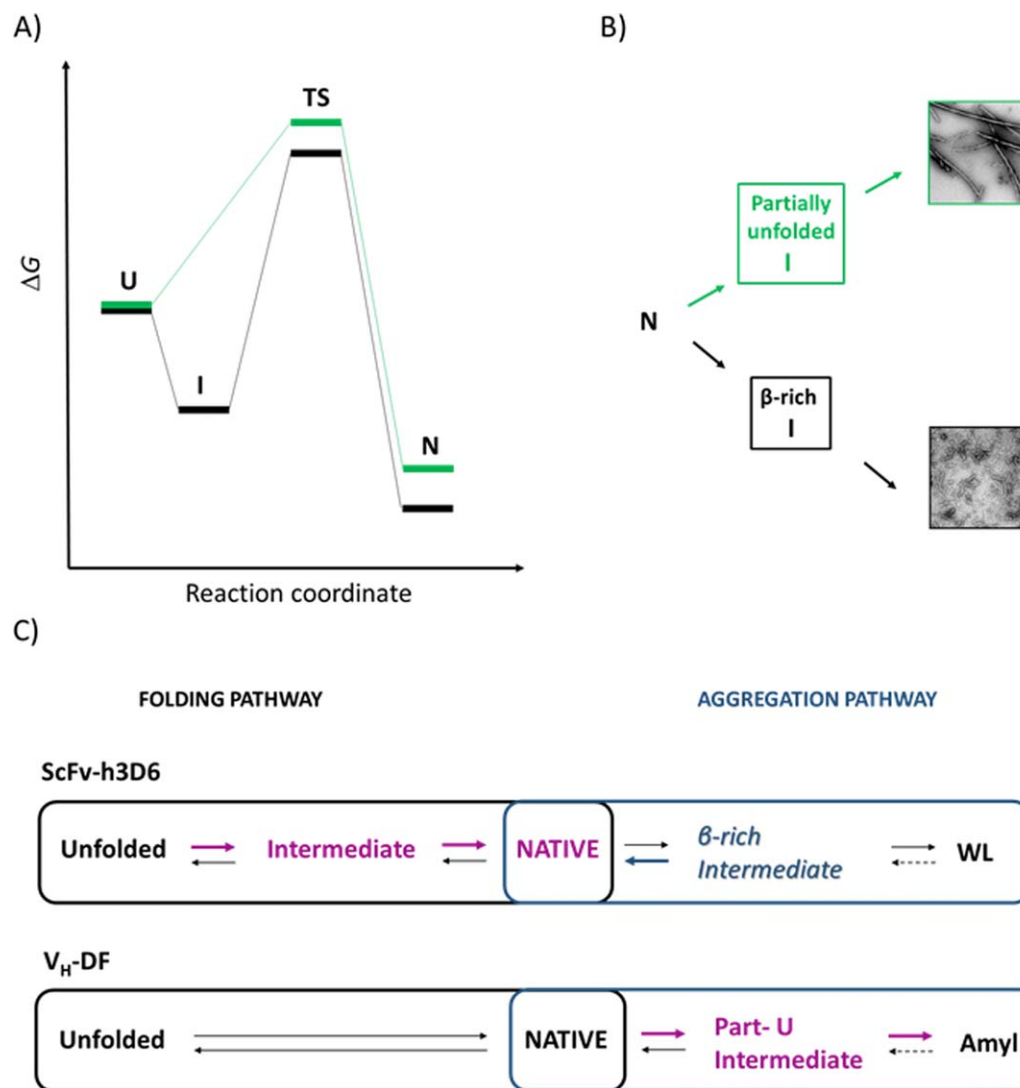 A)
B)
TS
U
I
N
ΔG
Reaction coordinate
Partially
unfolded
I
N
β-rich
I
C)
FOLDING PATHWAY
AGGREGATION PATHWAY
ScFv-h3D6
Unfolded
Intermediate
NATIVE
β-rich
Intermediate
WL
VH-DF
Unfolded
NATIVE
Part- U
Intermediate
Amyl